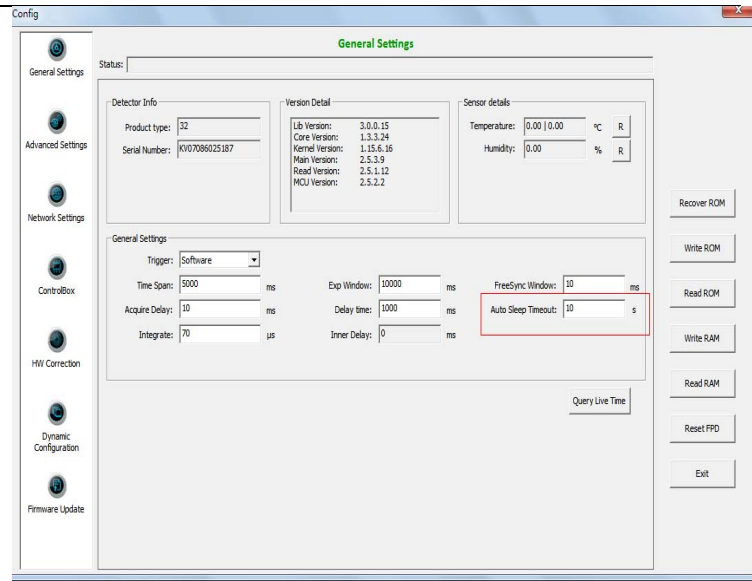 Config
General Settings
Status:
General Settings
Advanced Settings
Network Settings
ControlBox
HW Correction
Dynamic
Configuration
Firmware Update
Detector Info
Product type: 32
Serial Number: KV07086025187
Version Detail
Lib Version: 3.0.0.15
Core Version: 1.3.3.24
Kernel Version: 1.15.6.16
Main Version: 2.5.3.9
Read Version: 2.5.1.12
MCU Version: 2.5.2.2
Sensor details
Temperature: 0.00 | 0.00 °C R
Humidity: 0.00 % R
General Settings
Trigger: Software
Time Span: 5000 ms Exp Window: 10000 ms FreeSync Window: 10 ms
Acquire Delay: 10 ms Delay time: 1000 ms Auto Sleep Timeout: 10 s
Integrate: 70 μs Inner Delay: 0 ms
Query Live Time
Recover ROM
Write ROM
Read ROM
Write RAM
Read RAM
Reset FPD
Exit